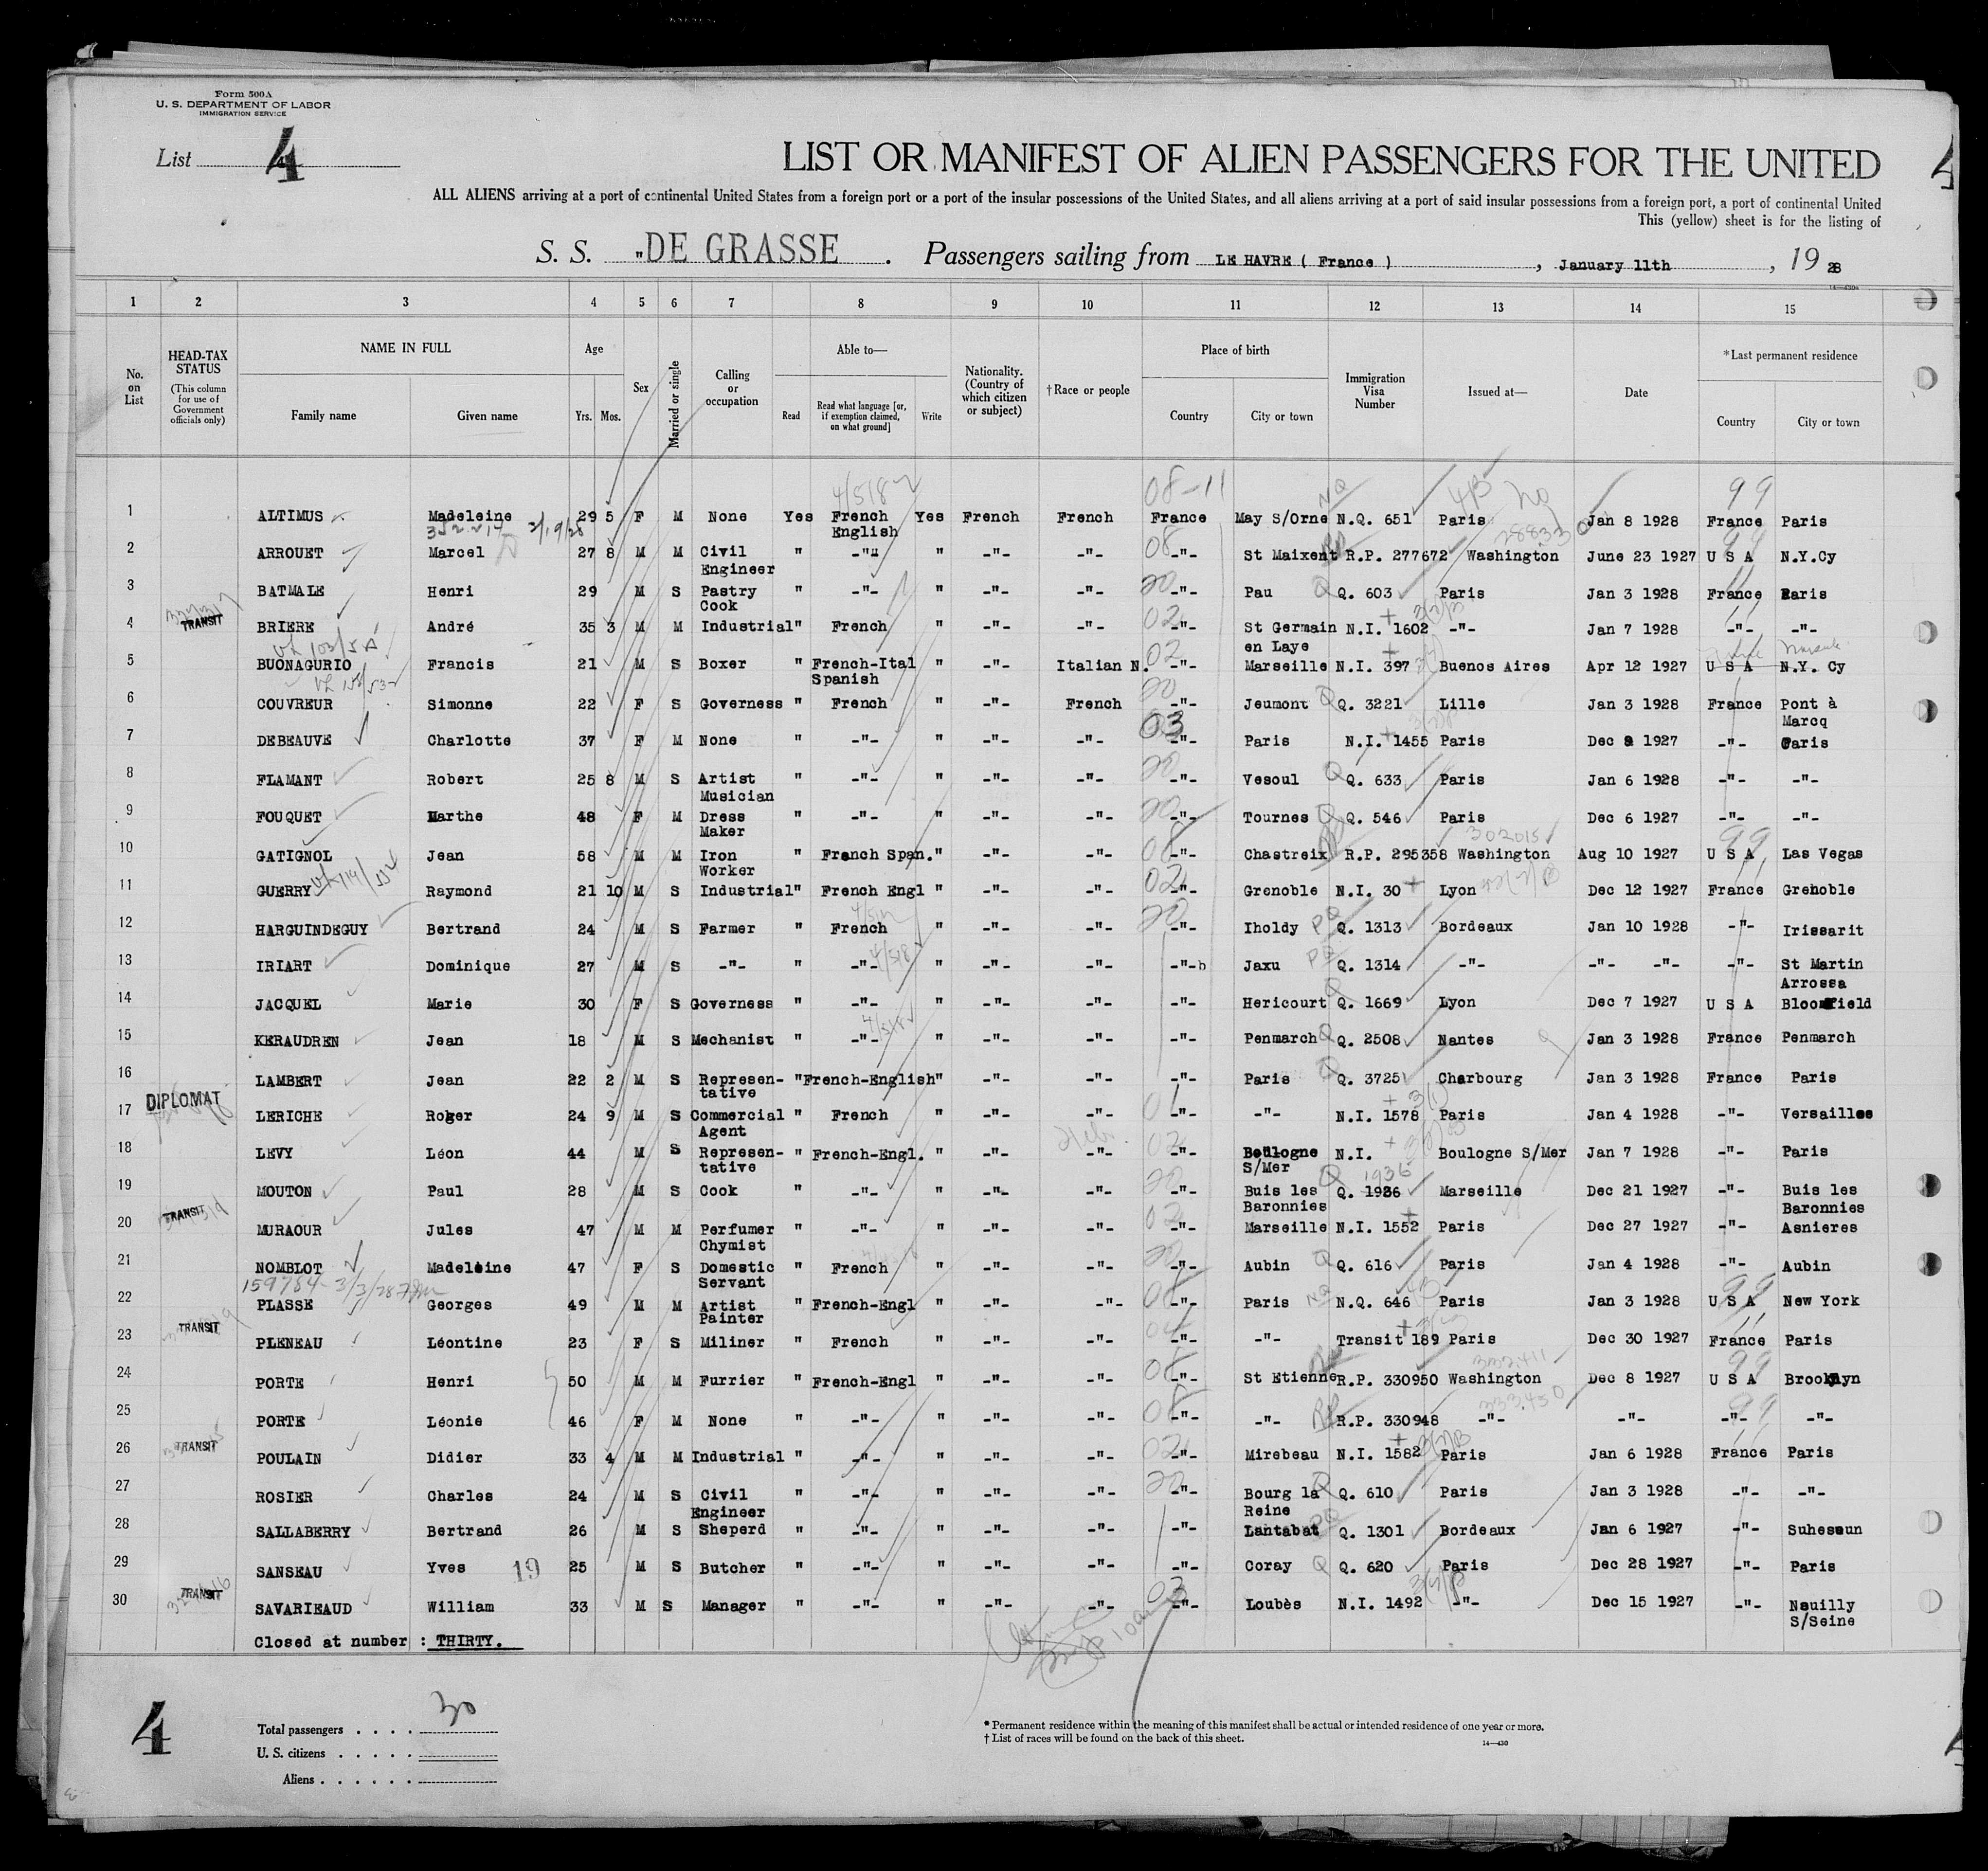 Form 500A
U. S. DEPARTMENT OF LABOR
IMMIGRATION SERVICE
List 4
LIST OR MANIFEST OF ALIEN PASSENGERS FOR THE UNITED
ALL ALIENS arriving at a port of continental United States from a foreign port or a port of the insular possessions of the United States, and all aliens arriving at a port of said insular possessions from a foreign port, a port of continental United
This (yellow) sheet is for the listing of
S. S. "DE GRASSE . Passengers sailing from LE HAVRE ( France ) , January 11th , 19 28
1 2 3 4 5 6 7 8 9 10 11 12 13 14 15
No. on List
HEAD-TAX STATUS (This column for use of Government officials only)
NAME IN FULL
Family name Given name
Age
Yrs. Mos.
Sex
Married or single
Calling or occupation
Able to—
Read Read what language [or, if exemption claimed, on what ground] Write
Nationality. (Country of which citizen or subject)
†Race or people
Place of birth
Country City or town
Immigration Visa Number
Issued at—
Date
*Last permanent residence
Country City or town
08-11 99
1 ALTIMUS Madeleine 29 5 F M None Yes French English Yes French French France May S/Orne N.Q. 651 Paris Jan 8 1928 France Paris
2 ARROUET Marcel 27 8 M M Civil Engineer " -"" " -"- -"- -"- St Maixent R.P. 277672 Washington June 23 1927 U S A N.Y.Cy
3 BATMALE Henri 29 M S Pastry Cook " -"- " -"- -"- -"- Pau Q. 603 Paris Jan 3 1928 France Paris
4 TRANSIT BRIERE André 35 3 M M Industrial " French " -"- -"- -"- St Germain en Laye N.I. 1602 -"- Jan 7 1928 -"- -"-
5 BUONAGURIO Francis 21 M S Boxer " French-Ital Spanish " -"- Italian N. -"- Marseille N.I. 397 Buenos Aires Apr 12 1927 U S A N.Y. Cy
6 COUVREUR Simonne 22 F S Governess " French " -"- French -"- Jeumont Q. 3221 Lille Jan 3 1928 France Pont à Marcq
7 DEBEAUVE Charlotte 37 F M None " -"- " -"- -"- -"- Paris N.I. 1455 Paris Dec 1927 -"- Paris
8 FLAMANT Robert 25 8 M S Artist Musician " -"- " -"- -"- -"- Vesoul Q. 633 Paris Jan 6 1928 -"- -"-
9 FOUQUET Marthe 48 F M Dress Maker " -"- " -"- -"- -"- Tournes Q. 546 Paris Dec 6 1927 -"- -"-
10 GATIGNOL Jean 58 M M Iron Worker " French Span. " -"- -"- -"- Chastreix R.P. 295358 Washington Aug 10 1927 U S A Las Vegas
11 GUERRY Raymond 21 10 M S Industrial " French Engl " -"- -"- -"- Grenoble N.I. 30 Lyon Dec 12 1927 France Grenoble
12 HARGUINDEGUY Bertrand 24 M S Farmer " French " -"- -"- -"- Iholdy Q. 1313 Bordeaux Jan 10 1928 -"- Irissarit
13 IRIART Dominique 27 M S -"- " -"- " -"- -"- -"- Jaxu Q. 1314 -"- -"- -"- -"- St Martin Arrossa
14 JACQUEL Marie 30 F S Governess " -"- " -"- -"- -"- Hericourt Q. 1669 Lyon Dec 7 1927 U S A Bloomfield
15 KERAUDREN Jean 18 M S Mechanist " -"- " -"- -"- -"- Penmarch Q. 2508 Nantes Jan 3 1928 France Penmarch
16 LAMBERT Jean 22 2 M S Represen-tative " French-English " -"- -"- -"- Paris Q. 3725 Charbourg Jan 3 1928 France Paris
17 DIPLOMAT LERICHE Roger 24 9 M S Commercial Agent " French " -"- -"- -"- -"- N.I. 1578 Paris Jan 4 1928 -"- Versailles
18 LEVY Léon 44 M S Represen-tative " French-Engl. " -"- -"- -"- Boulogne S/Mer N.I. Boulogne S/Mer Jan 7 1928 -"- Paris
19 MOUTON Paul 28 M S Cook " -"- " -"- -"- -"- Buis les Baronnies Q. 1936 Marseille Dec 21 1927 -"- Buis les Baronnies
20 TRANSIT MURAOUR Jules 47 M M Perfumer Chymist " -"- " -"- -"- -"- Marseille N.I. 1552 Paris Dec 27 1927 -"- Asnieres
21 NOMBLOT Madeleine 47 F S Domestic Servant " French " -"- -"- -"- Aubin Q. 616 Paris Jan 4 1928 -"- Aubin
22 PLASSE Georges 49 M M Artist Painter " French-Engl " -"- -"- -"- Paris N.Q. 646 Paris Jan 3 1928 U S A New York
23 TRANSIT PLENEAU Léontine 23 F S Miliner " French " -"- -"- -"- -"- Transit 189 Paris Dec 30 1927 France Paris
24 PORTE Henri 50 M M Furrier " French-Engl " -"- -"- -"- St Etienne R.P. 330950 Washington Dec 8 1927 U S A Brooklyn
25 PORTE Léonie 46 F M None " -"- " -"- -"- -"- -"- R.P. 330948 -"- -"- -"- -"-
26 TRANSIT POULAIN Didier 33 4 M M Industrial " -"- " -"- -"- -"- Mirebeau N.I. 1582 Paris Jan 6 1928 France Paris
27 ROSIER Charles 24 M S Civil Engineer " -"- " -"- -"- -"- Bourg la Reine Q. 610 Paris Jan 3 1928 -"- -"-
28 SALLABERRY Bertrand 26 M S Sheperd " -"- " -"- -"- -"- Lantabat Q. 1301 Bordeaux Jan 6 1927 -"- Suhescun
29 SANSEAU Yves 19 25 M S Butcher " -"- " -"- -"- -"- Coray Q. 620 Paris Dec 28 1927 -"- Paris
30 TRANSIT SAVARIEAUD William 33 M S Manager " -"- " -"- -"- -"- Loubès N.I. 1492 -"- Dec 15 1927 -"- Neuilly S/Seine
Closed at number : THIRTY.
4
Total passengers . . . . 30
U. S. citizens . . . . .
Aliens . . . . . .
* Permanent residence within the meaning of this manifest shall be actual or intended residence of one year or more.
† List of races will be found on the back of this sheet.
14—430